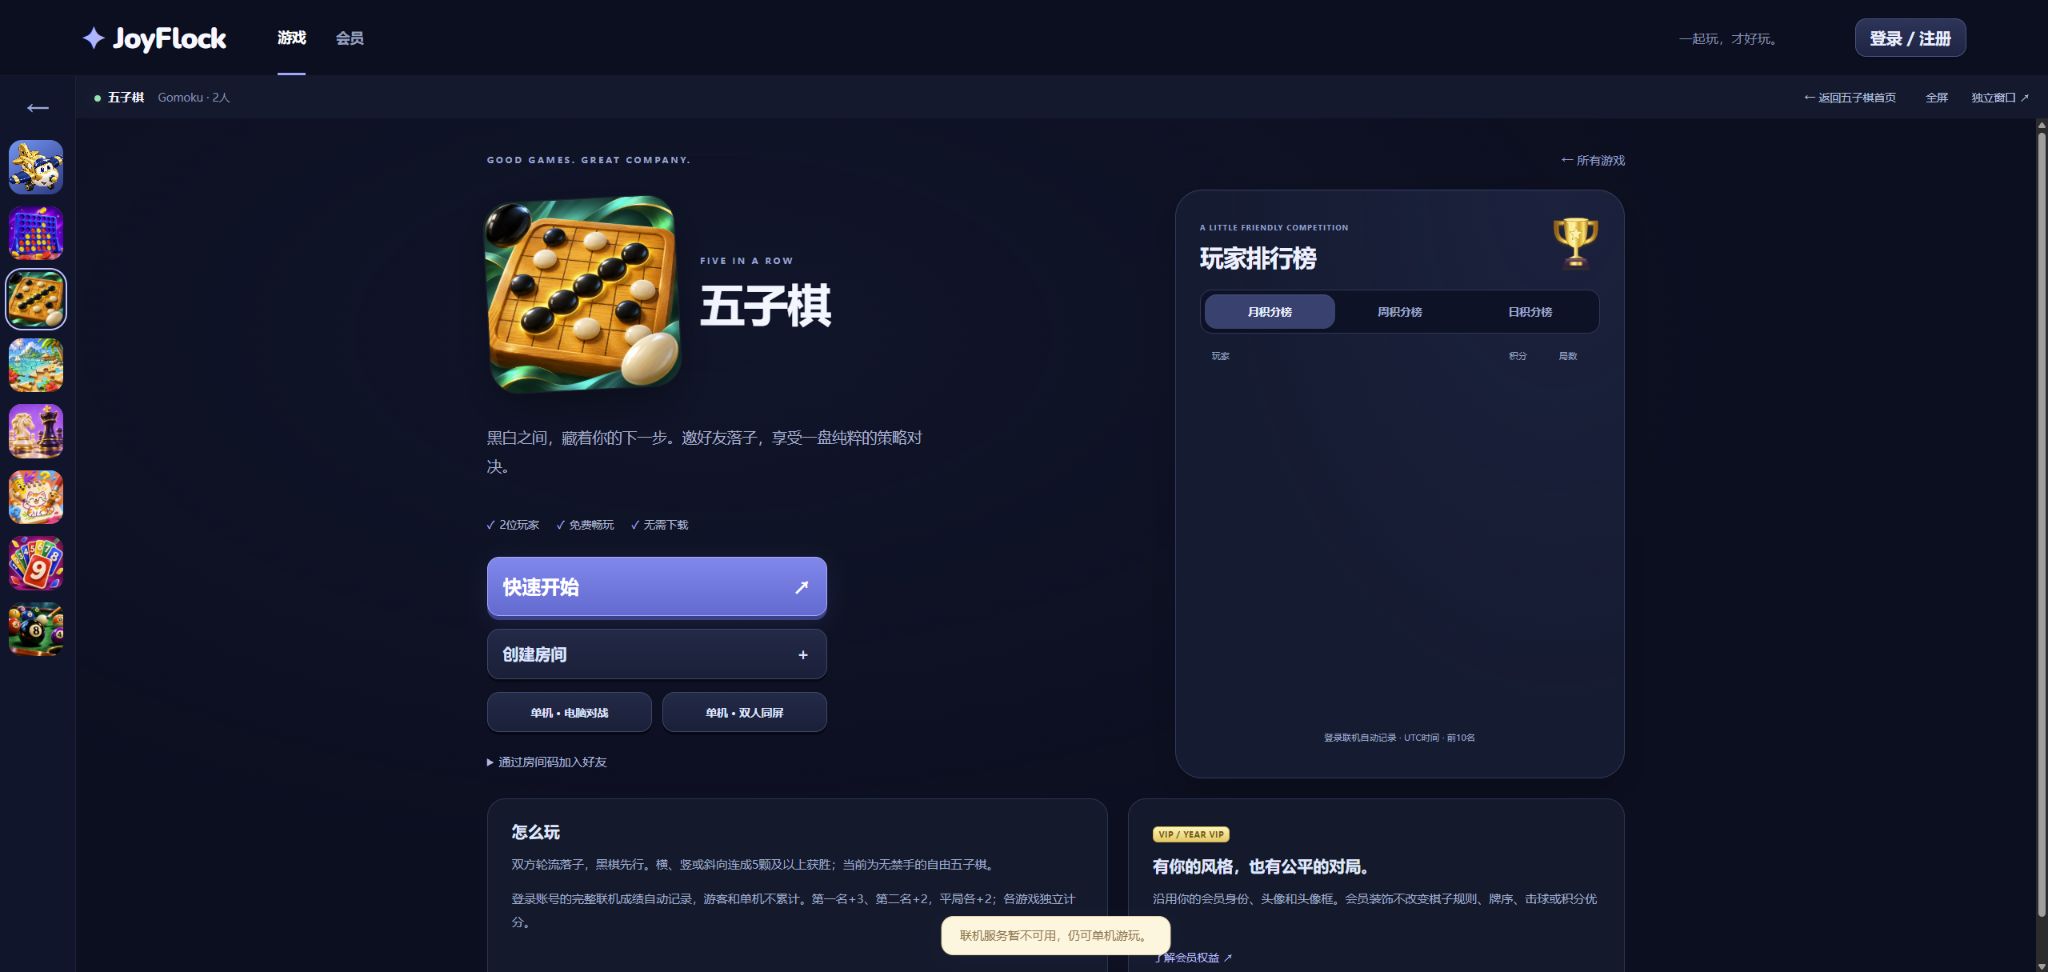 JoyFlock
游戏
会员
一起玩，才好玩。
登录 / 注册
←
五子棋
Gomoku · 2人
← 返回五子棋首页
全屏
独立窗口 ↗
GOOD GAMES. GREAT COMPANY.
← 所有游戏
FIVE IN A ROW
五子棋
黑白之间，藏着你的下一步。邀好友落子，享受一盘纯粹的策略对
决。
✓ 2位玩家
✓ 免费畅玩
✓ 无需下载
快速开始 ↗
创建房间 +
单机 • 电脑对战
单机 • 双人同屏
▶ 通过房间码加入好友
A LITTLE FRIENDLY COMPETITION
玩家排行榜
月积分榜
周积分榜
日积分榜
玩家
积分
局数
登录联机自动记录 · UTC时间 · 前10名
怎么玩
双方轮流落子，黑棋先行。横、竖或斜向连成5颗及以上获胜；当前为无禁手的自由五子棋。
登录账号的完整联机成绩自动记录，游客和单机不累计。第一名+3、第二名+2，平局各+2；各游戏独立计
分。
VIP / YEAR VIP
有你的风格，也有公平的对局。
沿用你的会员身份、头像和头像框。会员装饰不改变棋子规则、牌序、击球或积分优
了解会员权益 ↗
联机服务暂不可用，仍可单机游玩。